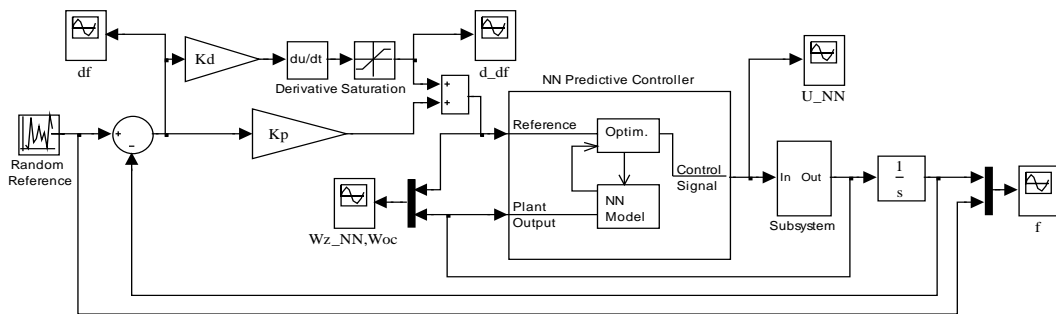 df
Kd
du/dt
Derivative
Saturation
d_df
+
+
NN Predictive Controller
U_NN
Random
Reference
+
−
Kp
Reference
Optim.
Control
Signal
NN
Model
Plant
Output
Wz_NN,Woc
In Out
Subsystem
1
s
f